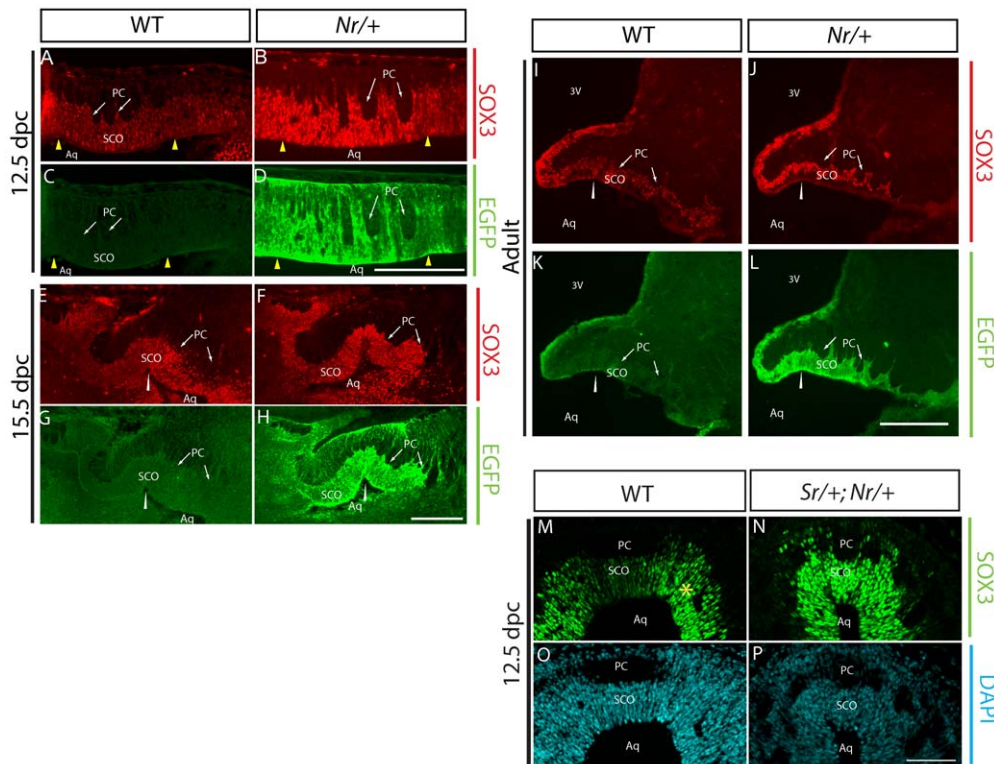 WT
Nr/+
12.5 dpc
A
PC
SCO
Aq
B
PC
Aq
SOX3
C
PC
SCO
Aq
D
PC
Aq
EGFP
15.5 dpc
E
PC
SCO
Aq
F
PC
SCO
Aq
SOX3
G
PC
SCO
Aq
H
PC
SCO
Aq
EGFP
WT
Nr/+
Adult
I
3V
PC
SCO
Aq
J
3V
PC
SCO
Aq
SOX3
K
3V
PC
SCO
Aq
L
3V
PC
SCO
Aq
EGFP
WT
Sr/+; Nr/+
12.5 dpc
M
PC
SCO
*
Aq
N
PC
SCO
Aq
SOX3
O
PC
SCO
Aq
P
PC
SCO
Aq
DAPI